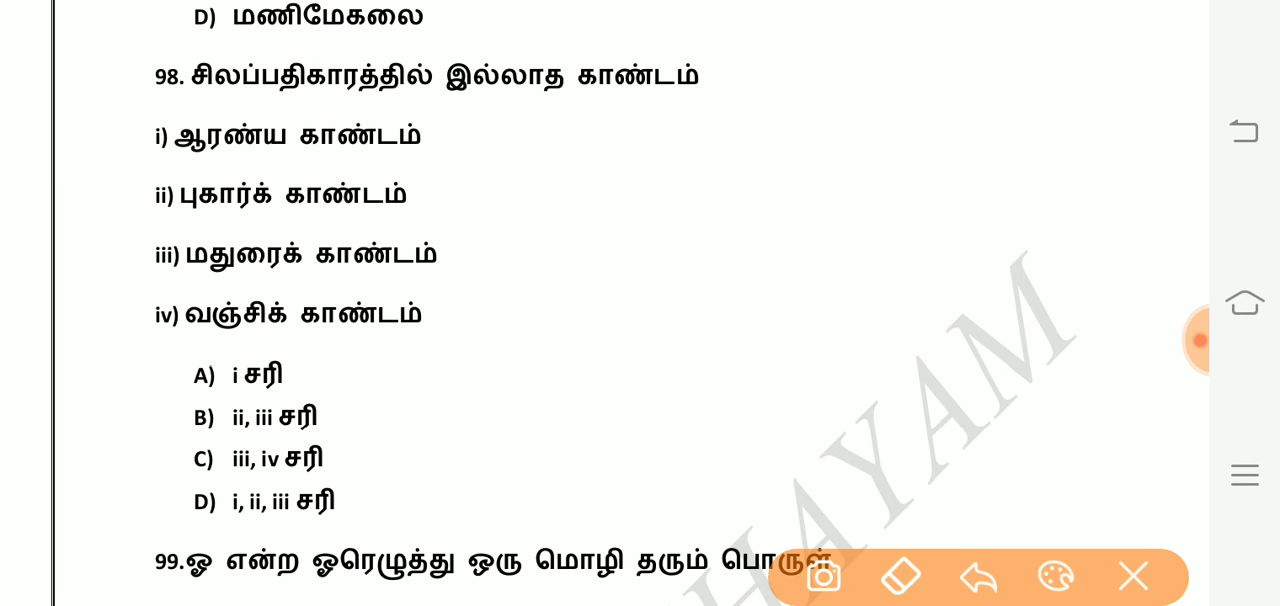 D) மணிமேகலை
98. சிலப்பதிகாரத்தில் இல்லாத காண்டம்
i) ஆரண்ய காண்டம்
ii) புகார்க் காண்டம்
iii) மதுரைக் காண்டம்
iv) வஞ்சிக் காண்டம்
A) i சரி
B) ii, iii சரி
C) iii, iv சரி
D) i, ii, iii சரி
99.ஓ என்ற ஓரெழுத்து ஒரு மொழி தரும் பொருள்
HAYAM